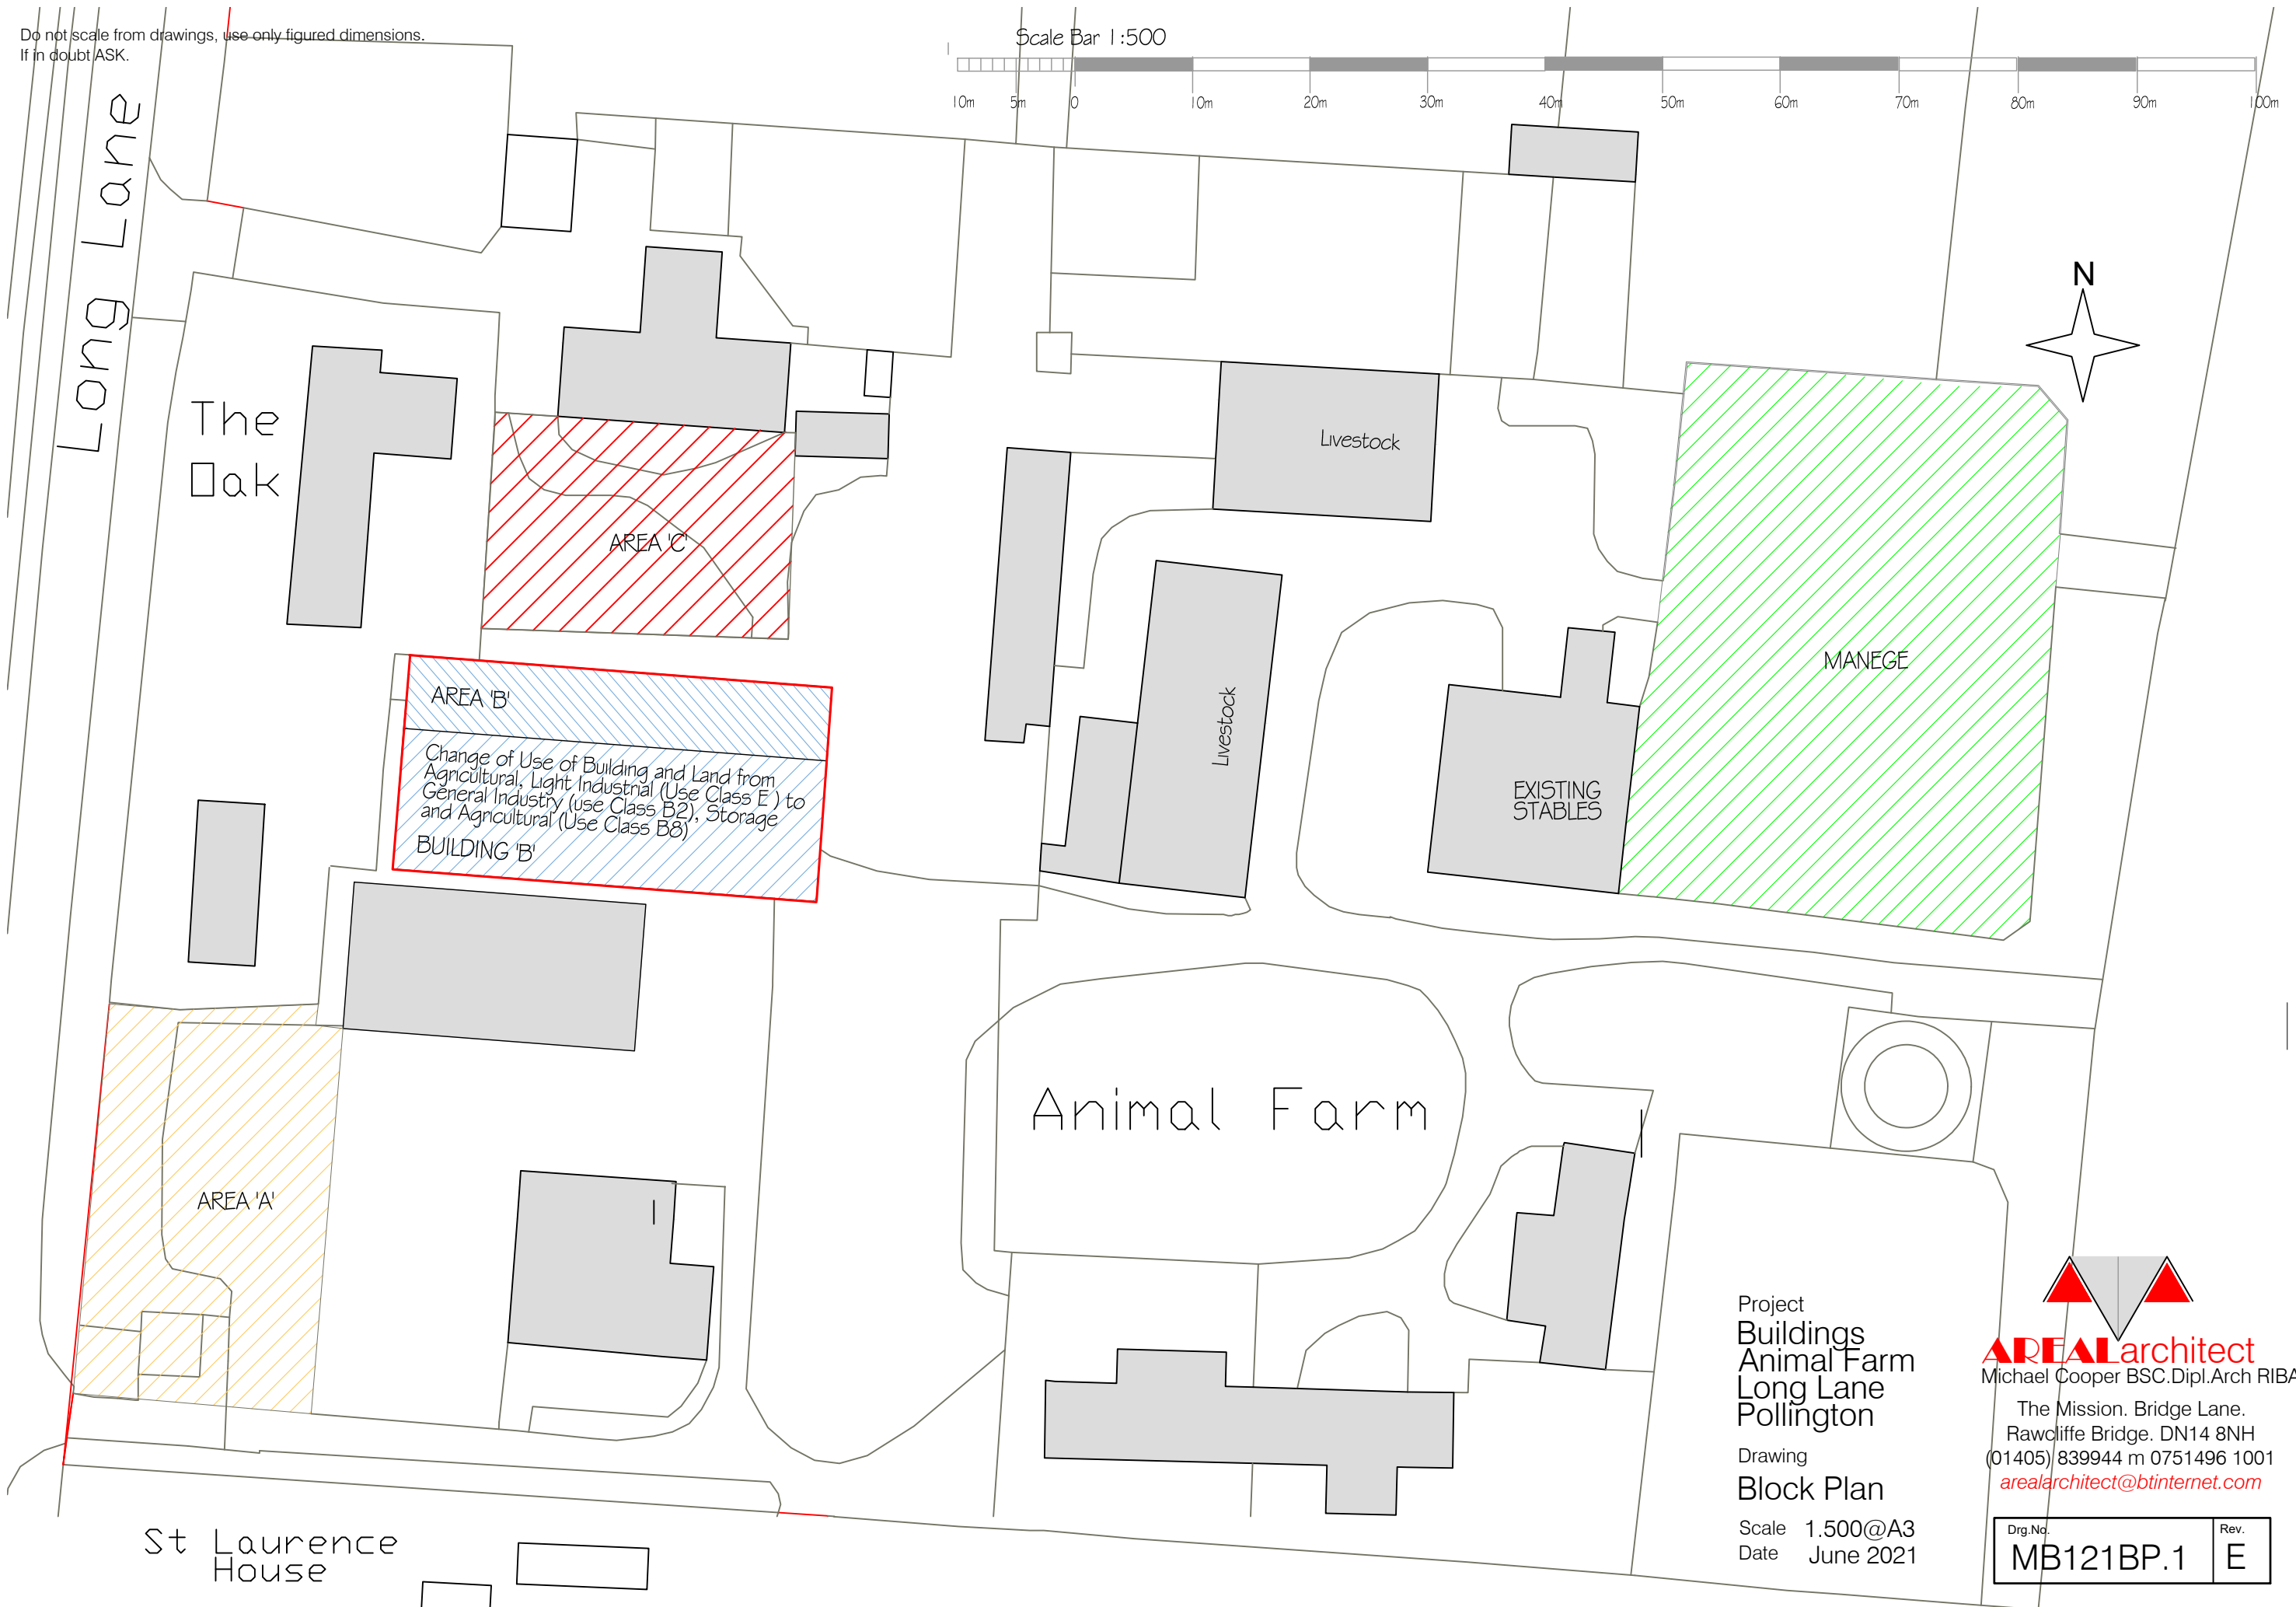 Do not scale from drawings, use only figured dimensions.
If in doubt ASK.
Scale Bar 1:500
10m 5m 0 10m 20m 30m 40m 50m 60m 70m 80m 90m 100m
Long Lane
N
The
Oak
Livestock
AREA 'C'
MANEGE
AREA 'B'
Livestock
Change of Use of Building and Land from
Agricultural, Light Industrial (Use Class E ) to
General Industry (use Class B2), Storage
and Agricultural (Use Class B8)
BUILDING 'B'
EXISTING
STABLES
Animal Farm
AREA 'A'
St Laurence
House
Project
Buildings
Animal Farm
Long Lane
Pollington
Drawing
Block Plan
Scale 1.500@A3
Date June 2021
AREALarchitect
Michael Cooper BSC.Dipl.Arch RIBA
The Mission. Bridge Lane.
Rawcliffe Bridge. DN14 8NH
(01405) 839944 m 0751496 1001
arealarchitect@btinternet.com
Drg.No. Rev.
MB121BP.1 E